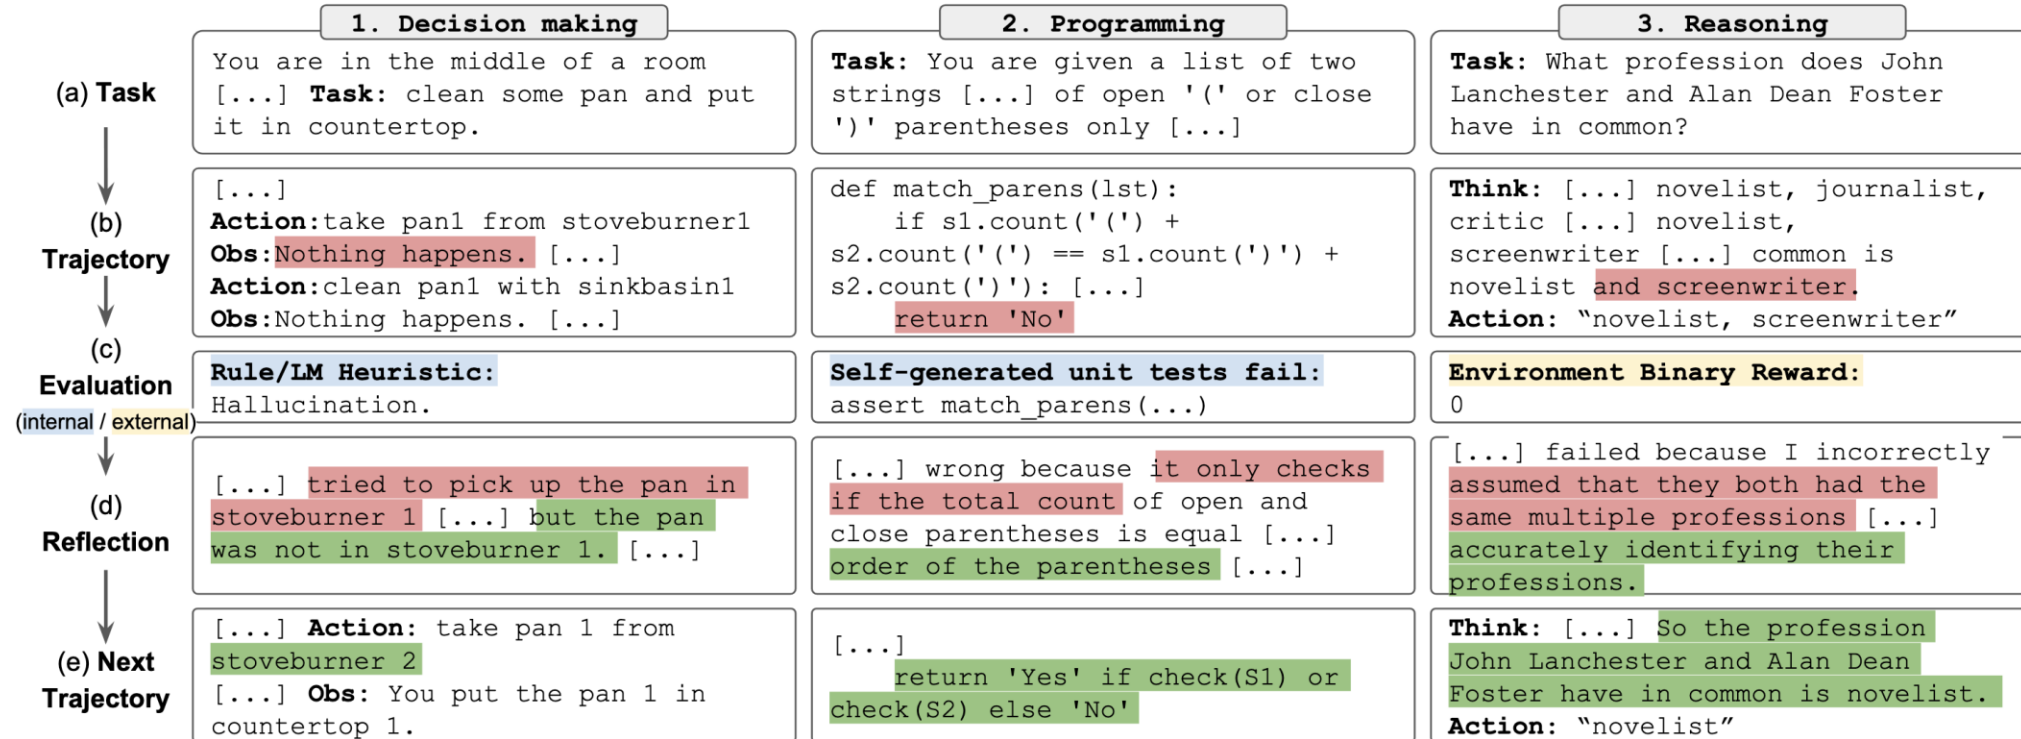 1. Decision making
2. Programming
3. Reasoning
(a) Task
You are in the middle of a room
[...] Task: clean some pan and put
it in countertop.
Task: You are given a list of two
strings [...] of open '(' or close
')' parentheses only [...]
Task: What profession does John
Lanchester and Alan Dean Foster
have in common?
(b)
Trajectory
[...]
Action:take pan1 from stoveburner1
Obs:Nothing happens. [...]
Action:clean pan1 with sinkbasin1
Obs:Nothing happens. [...]
def match_parens(lst):
if s1.count('(') +
s2.count('(') == s1.count(')') +
s2.count(')'): [...]
return 'No'
Think: [...] novelist, journalist,
critic [...] novelist,
screenwriter [...] common is
novelist and screenwriter.
Action: “novelist, screenwriter”
(c)
Evaluation
(internal / external)
Rule/LM Heuristic:
Hallucination.
Self-generated unit tests fail:
assert match_parens(...)
Environment Binary Reward:
0
(d)
Reflection
[...] tried to pick up the pan in
stoveburner 1 [...] but the pan
was not in stoveburner 1. [...]
[...] wrong because it only checks
if the total count of open and
close parentheses is equal [...]
order of the parentheses [...]
[...] failed because I incorrectly
assumed that they both had the
same multiple professions [...]
accurately identifying their
professions.
(e) Next
Trajectory
[...] Action: take pan 1 from
stoveburner 2
[...] Obs: You put the pan 1 in
countertop 1.
[...]
return 'Yes' if check(S1) or
check(S2) else 'No'
Think: [...] So the profession
John Lanchester and Alan Dean
Foster have in common is novelist.
Action: “novelist”